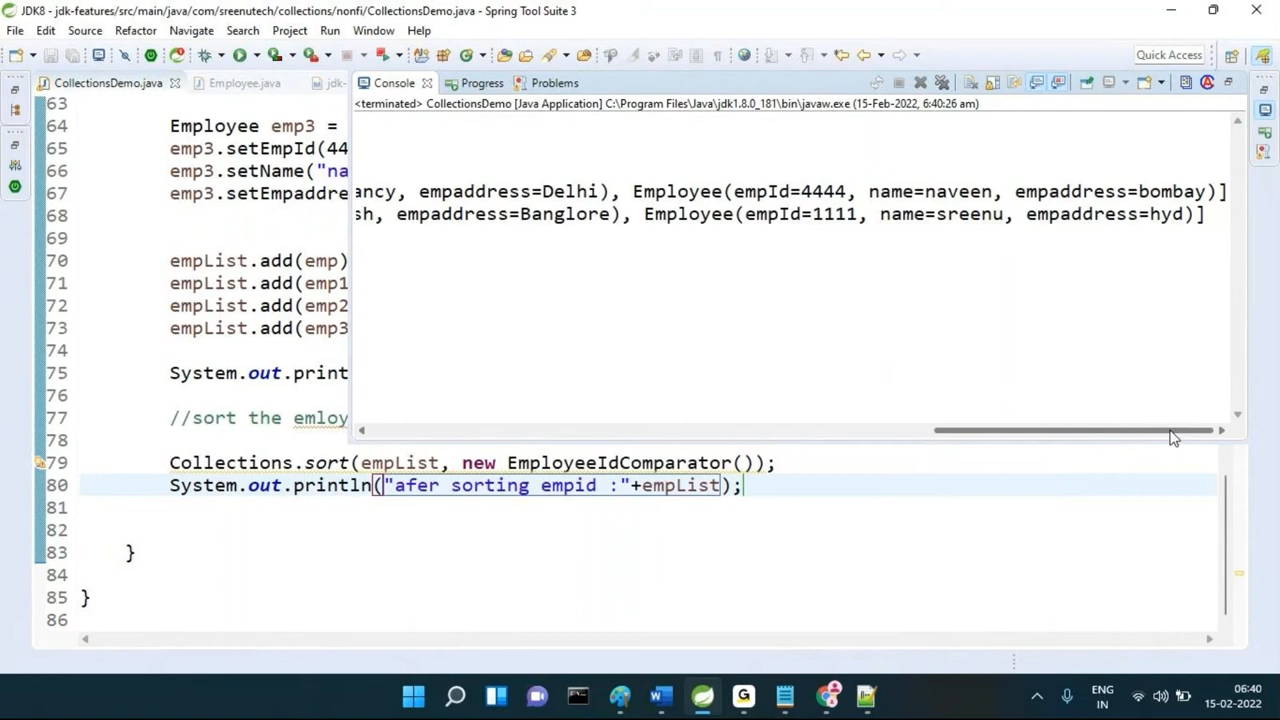 JDK8 - jdk-features/src/main/java/com/sreenutech/collections/nonfi/CollectionsDemo.java - Spring Tool Suite 3
File Edit Source Refactor Navigate Search Project Run Window Help
Quick Access
CollectionsDemo.java Employee.java jdk- Console Progress Problems
<terminated> CollectionsDemo [Java Application] C:\Program Files\Java\jdk1.8.0_181\bin\javaw.exe (15-Feb-2022, 6:40:26 am)
ancy, empaddress=Delhi), Employee(empId=4444, name=naveen, empaddress=bombay)]
sh, empaddress=Banglore), Employee(empId=1111, name=sreenu, empaddress=hyd)]
63
64 Employee emp3 =
65 emp3.setEmpId(44
66 emp3.setName("na
67 emp3.setEmpaddre
68
69
70 empList.add(emp)
71 empList.add(emp1
72 empList.add(emp2
73 empList.add(emp3
74
75 System.out.print
76
77 //sort the emloy
78
79 Collections.sort(empList, new EmployeeIdComparator());
80 System.out.println("afer sorting empid :"+empList);
81
82
83 }
84
85 }
86
ENG
IN
06:40
15-02-2022